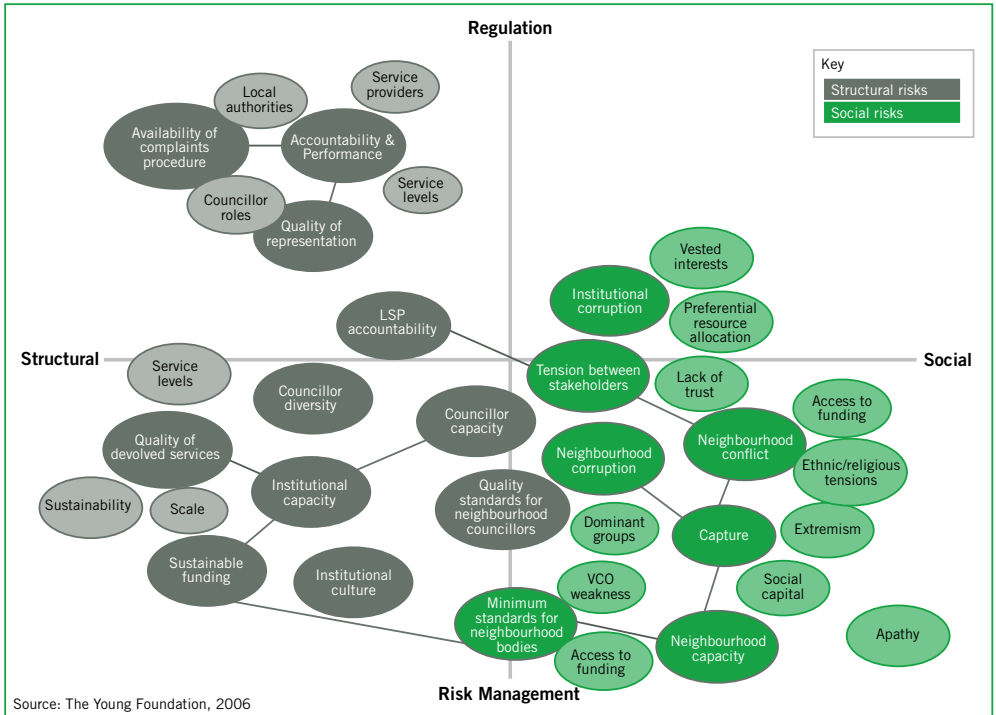 Regulation
Key
Structural risks
Social risks
Service
providers
Local
authorities
Availability of
complaints
procedure
Accountability &
Performance
Service
levels
Councillor
roles
Quality of
representation
Vested
interests
Institutional
corruption
Preferential
resource
allocation
LSP
accountability
Structural
Social
Service
levels
Tension between
stakeholders
Lack of
trust
Councillor
diversity
Access to
funding
Councillor
capacity
Quality of
devolved services
Neighbourhood
corruption
Neighbourhood
conflict
Ethnic/religious
tensions
Institutional
capacity
Quality
standards for
neighbourhood
councillors
Sustainability
Scale
Dominant
groups
Capture
Extremism
Sustainable
funding
Institutional
culture
VCO
weakness
Social
capital
Minimum
standards for
neighbourhood
bodies
Apathy
Neighbourhood
capacity
Access to
funding
Risk Management
Source: The Young Foundation, 2006